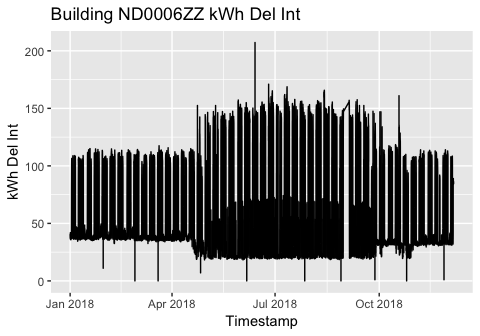 Building ND0006ZZ kWh Del Int
200
150
100
50
0
kWh Del Int
Jan 2018
Apr 2018
Jul 2018
Oct 2018
Timestamp